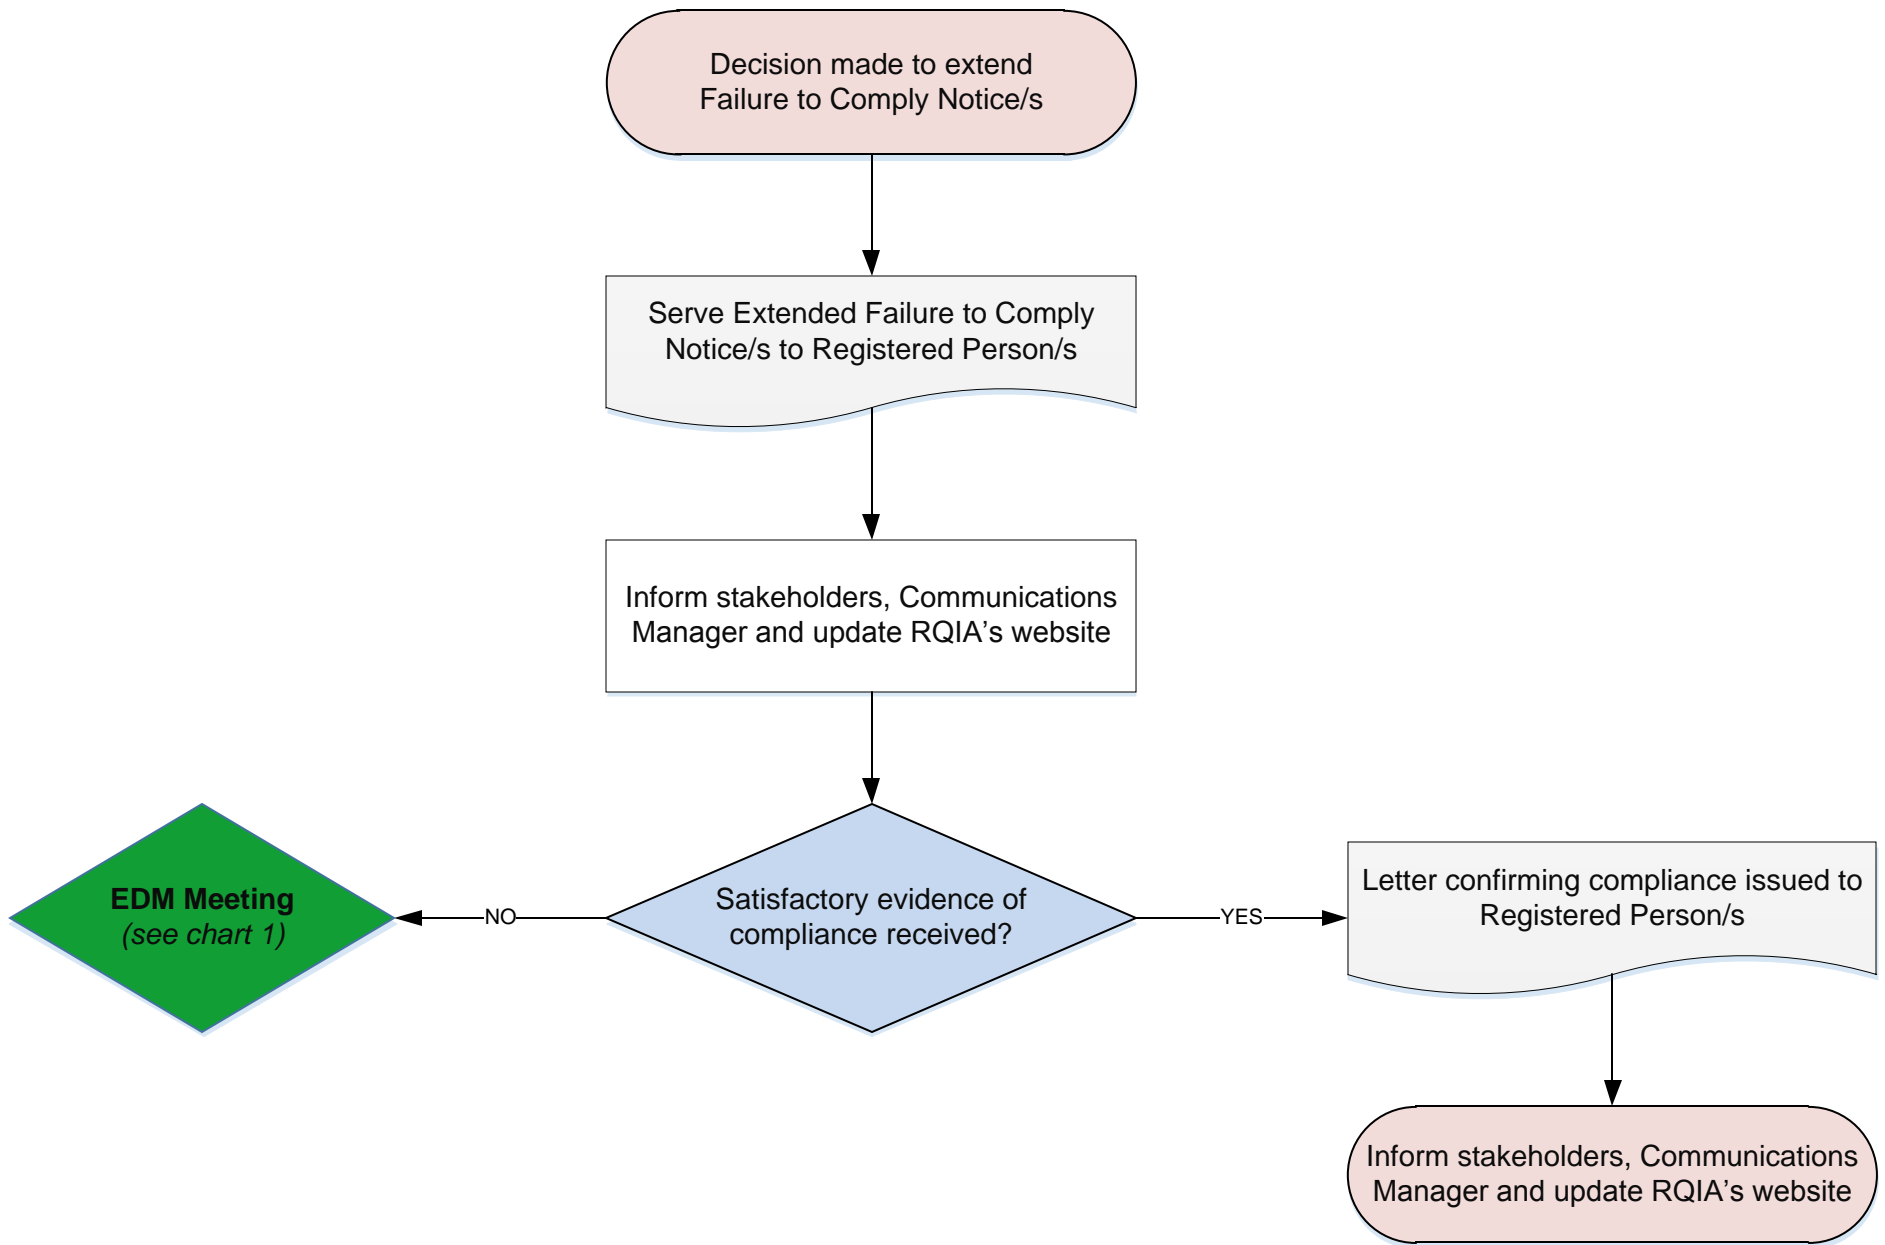 Decision made to extend
Failure to Comply Notice/s
Serve Extended Failure to Comply
Notice/s to Registered Person/s
Inform stakeholders, Communications
Manager and update RQIA’s website
EDM Meeting
(see chart 1)
NO
Satisfactory evidence of
compliance received?
YES
Letter confirming compliance issued to
Registered Person/s
Inform stakeholders, Communications
Manager and update RQIA’s website